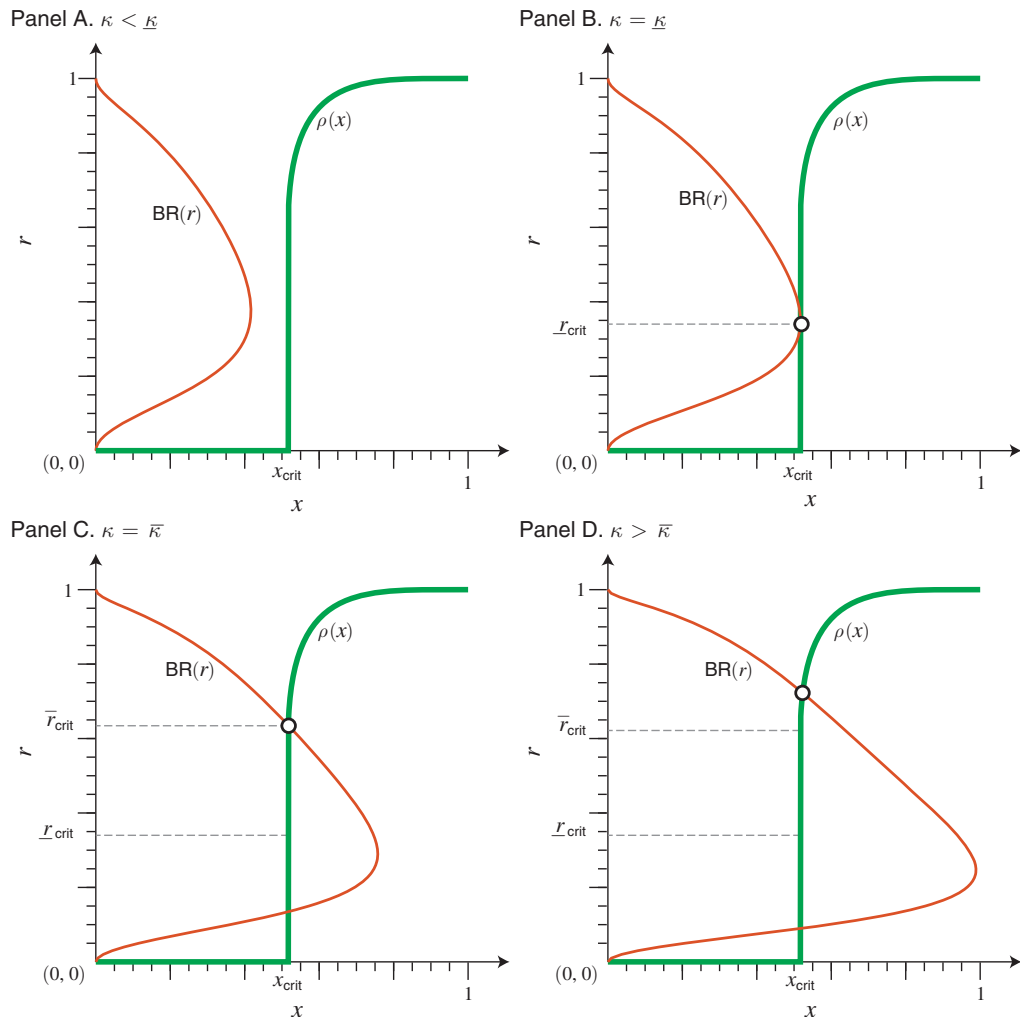 Panel A. κ < κ̲
1
ρ(x)
BR(r)
r
(0, 0)
x_crit
1
x
Panel B. κ = κ̲
1
ρ(x)
BR(r)
r
r̲_crit
(0, 0)
x_crit
1
x
Panel C. κ = κ̅
1
ρ(x)
BR(r)
r̅_crit
r
r̲_crit
(0, 0)
x_crit
1
x
Panel D. κ > κ̅
1
ρ(x)
BR(r)
r̅_crit
r
r̲_crit
(0, 0)
x_crit
1
x